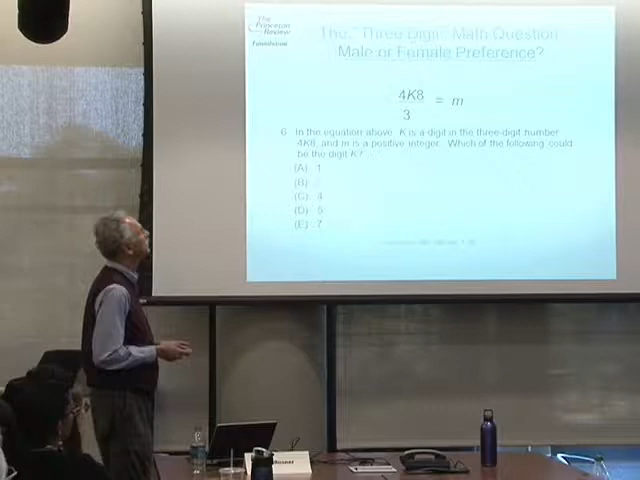 The
Princeton
Review
Foundation
The "Three Digit" Math Question
Male or Female Preference?
4K8
3
= m
6 In the equation above, K is a digit in the three-digit number
4K8, and m is a positive integer. Which of the following could
be the digit K?
(A) 1
(B)
(C) 4
(D) 5
(E) 7